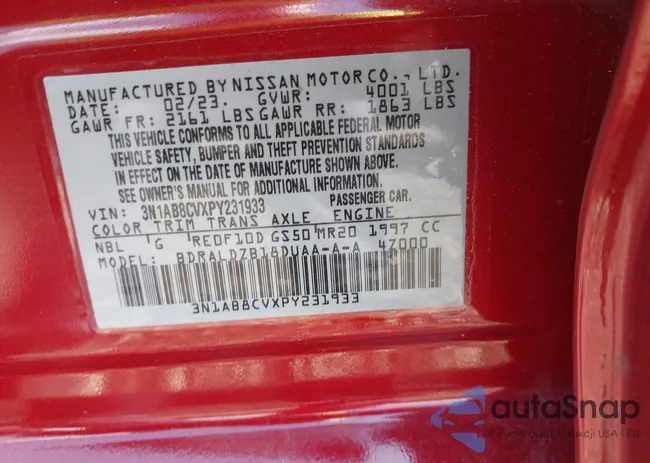 MANUFACTURED BY NISSAN MOTOR CO., LTD.
DATE: 02/23. GVWR: 4001 LBS
GAWR FR: 2161 LBS GAWR RR: 1863 LBS
THIS VEHICLE CONFORMS TO ALL APPLICABLE FEDERAL MOTOR
VEHICLE SAFETY, BUMPER AND THEFT PREVENTION STANDARDS
IN EFFECT ON THE DATE OF MANUFACTURE SHOWN ABOVE.
SEE OWNER'S MANUAL FOR ADDITIONAL INFORMATION.
VIN: 3N1AB8CVXPY231933 PASSENGER CAR.
COLOR TRIM TRANS AXLE ENGINE
NBL G RE0F10D GS50 MR20 1997 CC
BDRALDZB18DUAA-A-A 47000
3N1AB8CVXPY231933
autaSnap